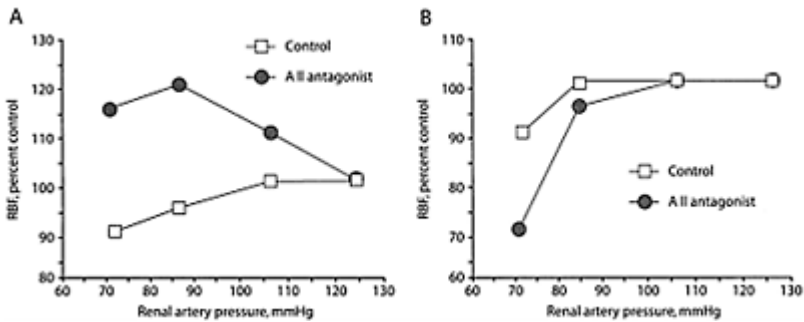 A
130
120
110
100
90
80
RBF, percent control
Control
A II antagonist
60 70 80 90 100 110 120 130
Renal artery pressure, mmHg
B
110
100
90
80
70
60
RBF, percent control
Control
A II antagonist
60 70 80 90 100 110 120 130
Renal artery pressure, mmHg